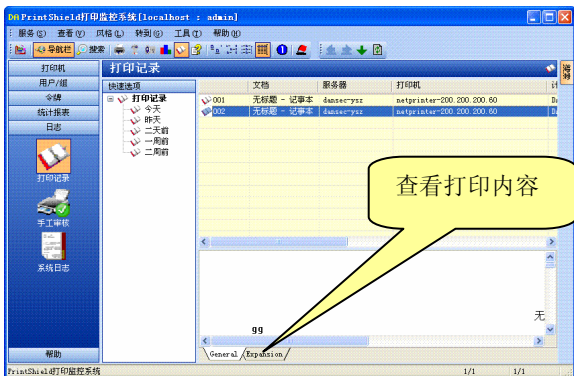 PrintShield打印监控系统[localhost : admin]
服务(S) 查看(V) 风格(L) 转到(G) 工具(T) 帮助(H)
导航栏 搜索
打印机
用户/组
令牌
统计报表
日志
打印记录
手工审核
系统日志
帮助
打印记录
快速选项
打印记录
今天
昨天
二天前
一周前
二周前
文档 服务器 打印机
001 无标题 - 记事本 dansec-ysz netprinter-200.200.200.60
002 无标题 - 记事本 dansec-ysz netprinter-200.200.200.60
查看打印内容
无
gg
General Expansion
PrintShield打印监控系统 1/1 1/1